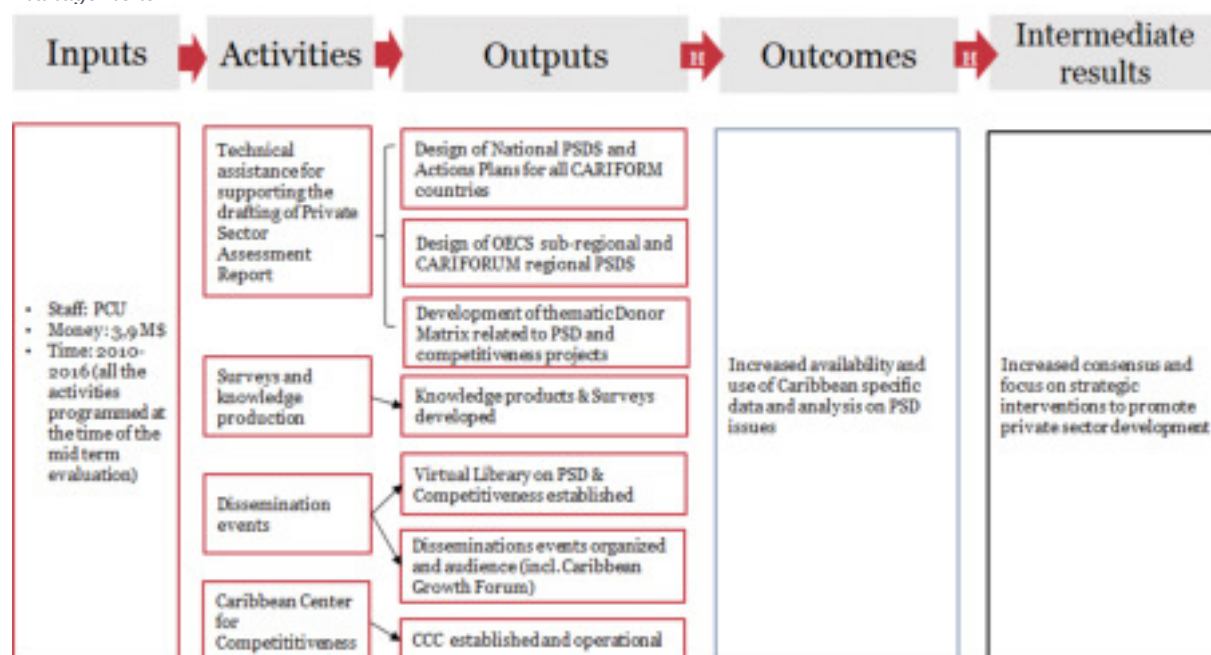 Inputs
Activities
Outputs
H
Outcomes
H
Intermediate
results
• Staff: PCU
• Money: 3,9 M$
• Time: 2010-
2016 (all the
activities
programmed at
the time of the
mid term
evaluation)
Technical
assistance for
supporting the
drafting of Private
Sector
Assessment
Report
Surveys and
knowledge
production
Dissemination
events
Caribbean Center
for
Competititiveness
Design of National PSDS and
Actions Plans for all CARIFORM
countries
Design of OECS sub-regional and
CARIFORUM regional PSDS
Development of thematic Donor
Matrix related to PSD and
competitiveness projects
Knowledge products & Surveys
developed
Virtual Library on PSD &
Competitiveness established
Disseminations events organized
and audience (incl. Caribbean
Growth Forum)
CCC established and operational
Increased availability and
use of Caribbean specific
data and analysis on PSD
issues
Increased consensus and
focus on strategic
interventions to promote
private sector development